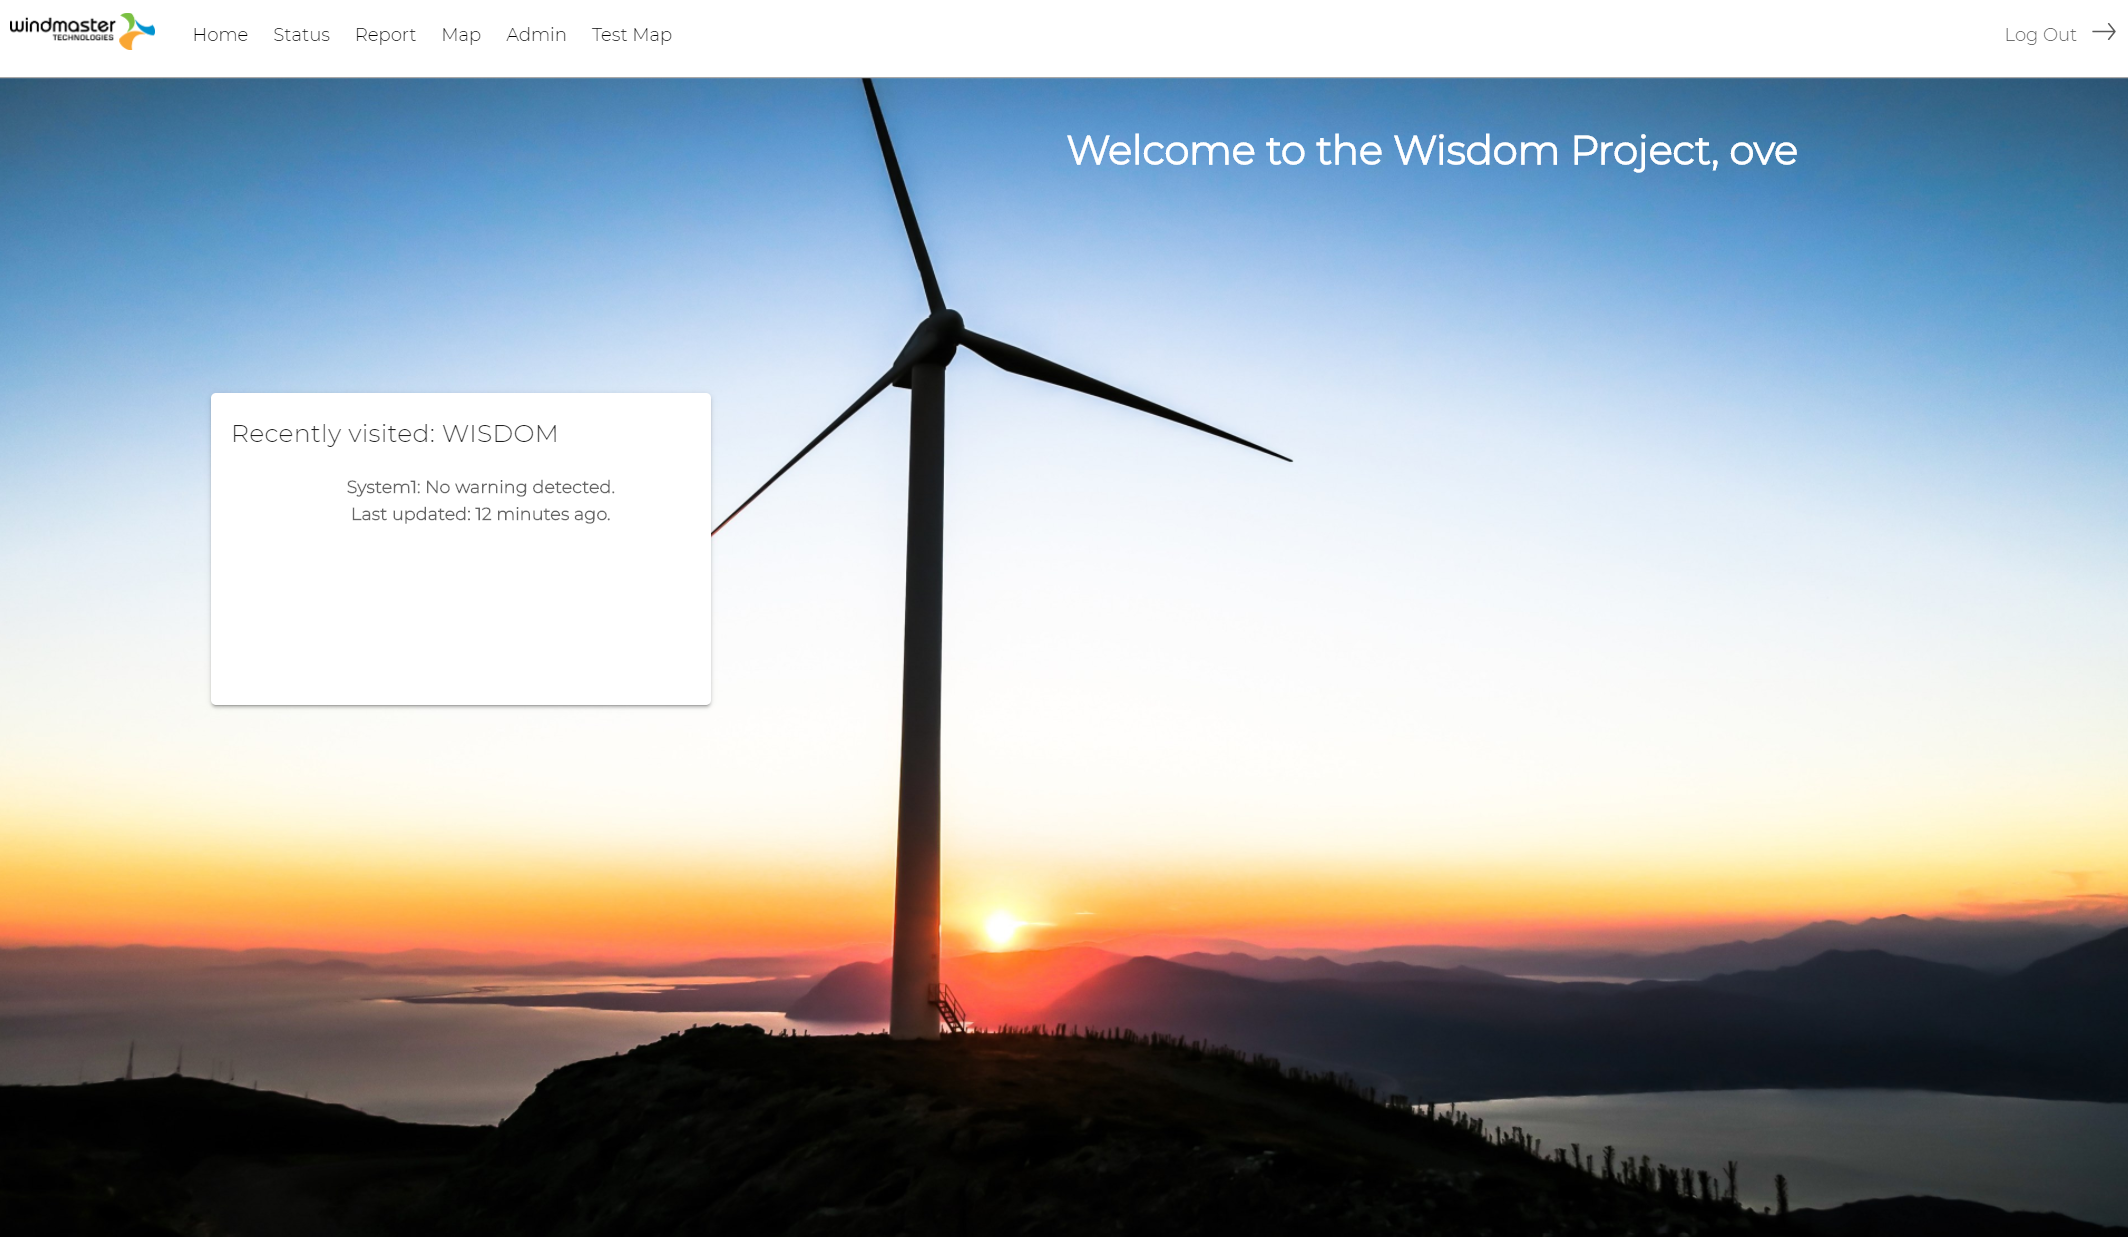 windmaster
TECHNOLOGIES
Home Status Report Map Admin Test Map
Log Out
Welcome to the Wisdom Project, ove
Recently visited: WISDOM
System1: No warning detected.
Last updated: 12 minutes ago.